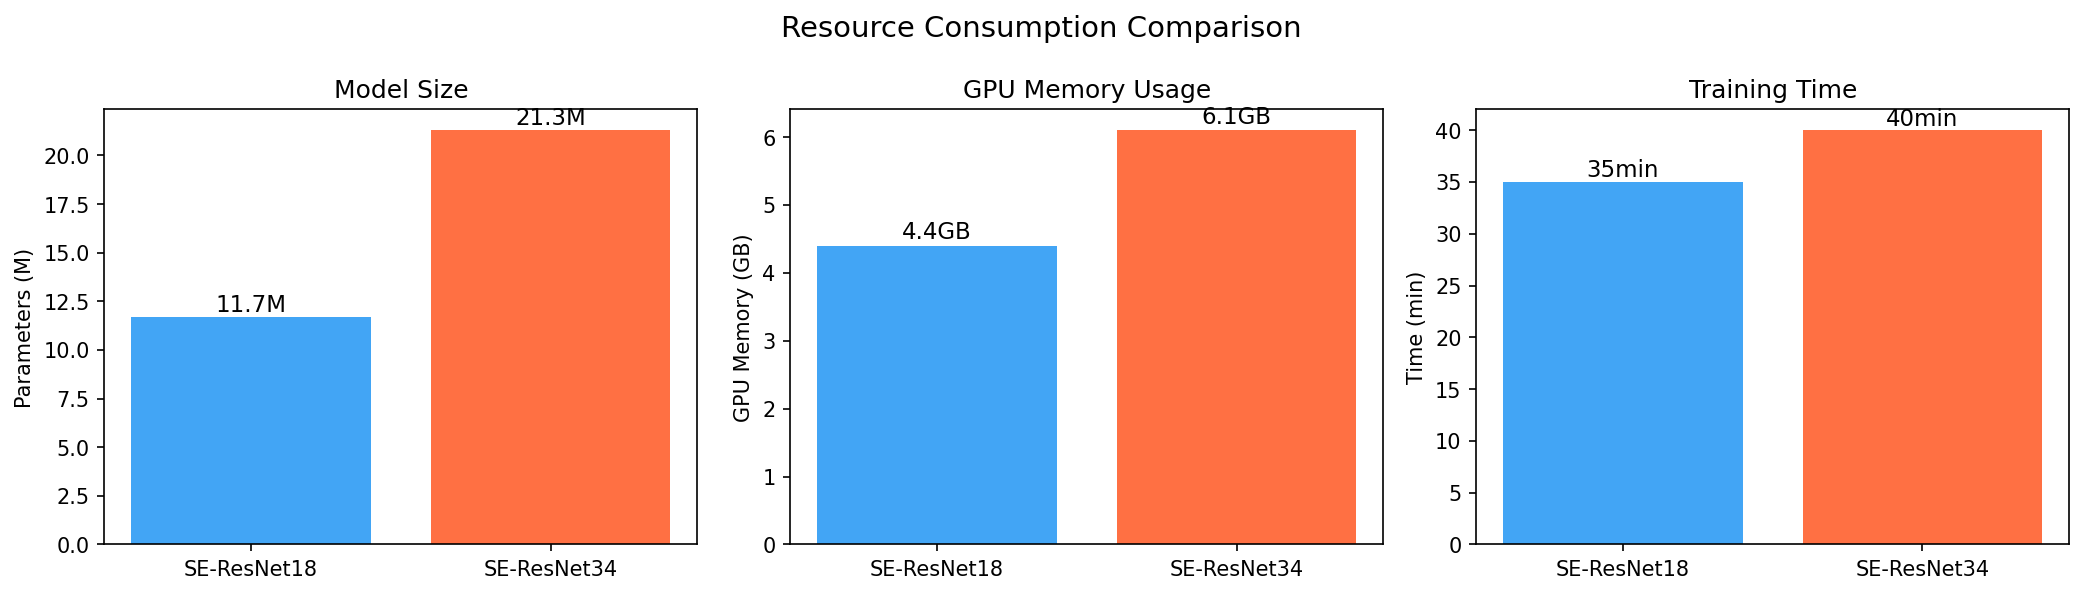 Resource Consumption Comparison
Model Size
Parameters (M)
20.0
17.5
15.0
12.5
10.0
7.5
5.0
2.5
0.0
11.7M
21.3M
SE-ResNet18
SE-ResNet34
GPU Memory Usage
GPU Memory (GB)
6
5
4
3
2
1
0
4.4GB
6.1GB
SE-ResNet18
SE-ResNet34
Training Time
Time (min)
40
35
30
25
20
15
10
5
0
35min
40min
SE-ResNet18
SE-ResNet34